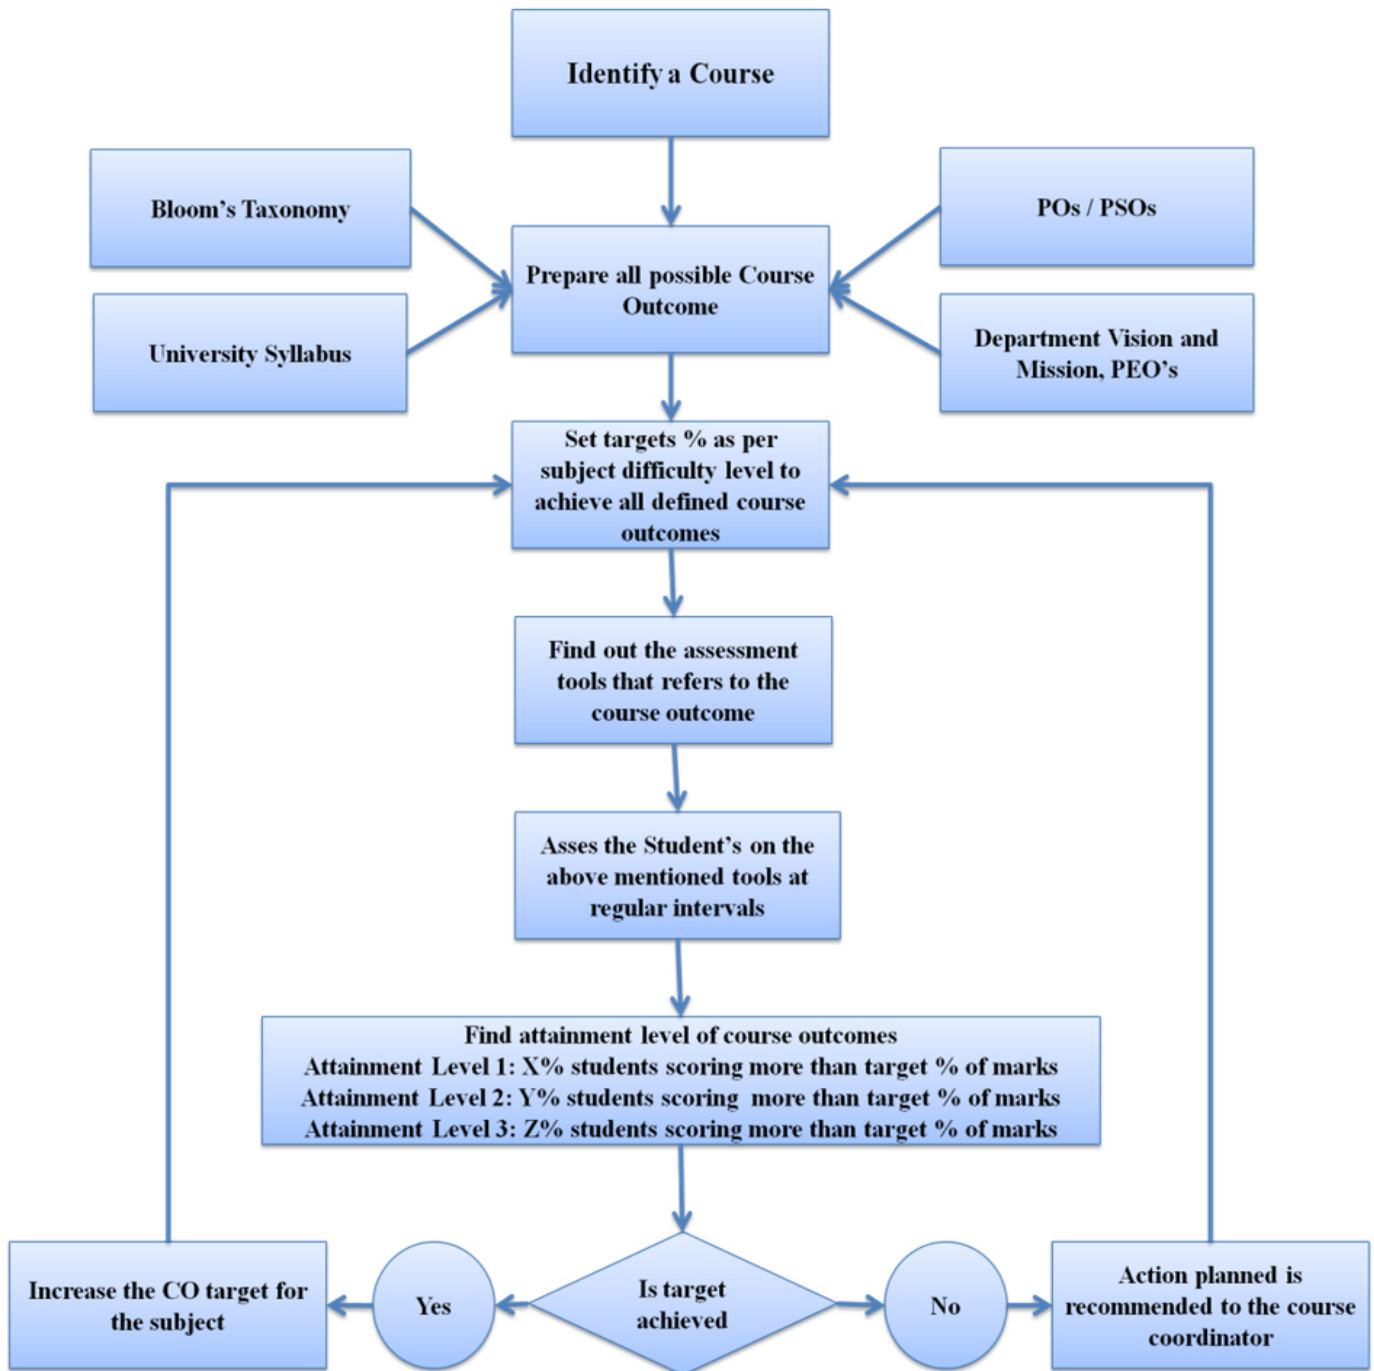 Identify a Course
Bloom's Taxonomy
POs / PSOs
Prepare all possible Course
Outcome
University Syllabus
Department Vision and
Mission, PEO's
Set targets % as per
subject difficulty level to
achieve all defined course
outcomes
Find out the assessment
tools that refers to the
course outcome
Asses the Student's on the
above mentioned tools at
regular intervals
Find attainment level of course outcomes
Attainment Level 1: X% students scoring more than target % of marks
Attainment Level 2: Y% students scoring more than target % of marks
Attainment Level 3: Z% students scoring more than target % of marks
Increase the CO target for
the subject
Yes
Is target
achieved
No
Action planned is
recommended to the course
coordinator